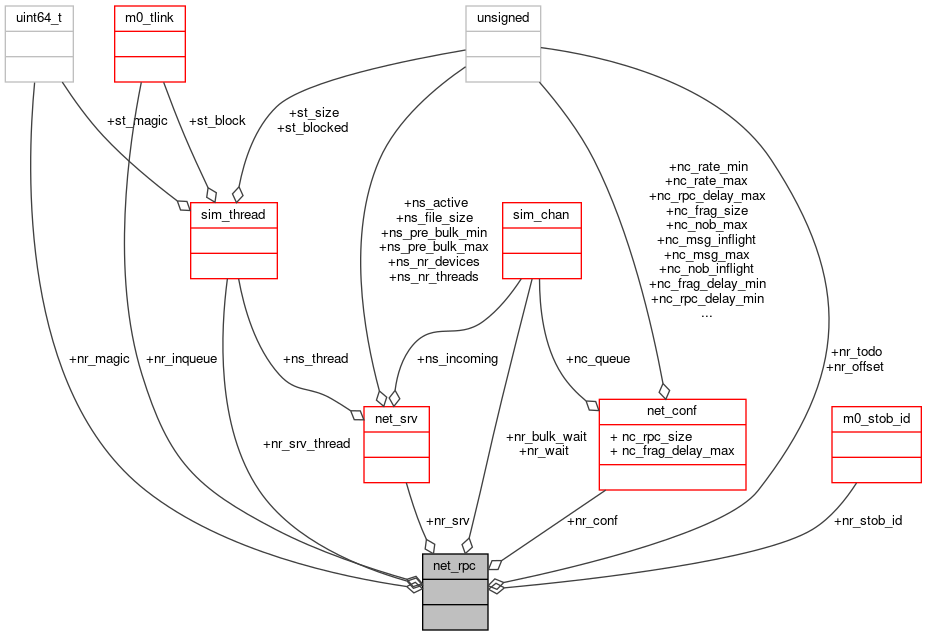 uint64_t
m0_tlink
unsigned
+st_magic
+st_block
+st_size
+st_blocked
+nc_rate_min
+nc_rate_max
+nc_rpc_delay_max
+nc_frag_size
+nc_nob_max
+nc_msg_inflight
+nc_msg_max
+nc_nob_inflight
+nc_frag_delay_min
+nc_rpc_delay_min
...
sim_thread
+ns_active
+ns_file_size
+ns_pre_bulk_min
+ns_pre_bulk_max
+ns_nr_devices
+ns_nr_threads
sim_chan
+nr_magic
+nr_inqueue
+ns_thread
+ns_incoming
+nc_queue
+nr_todo
+nr_offset
net_srv
net_conf
+ nc_rpc_size
+ nc_frag_delay_max
m0_stob_id
+nr_srv_thread
+nr_bulk_wait
+nr_wait
+nr_srv
+nr_conf
+nr_stob_id
net_rpc